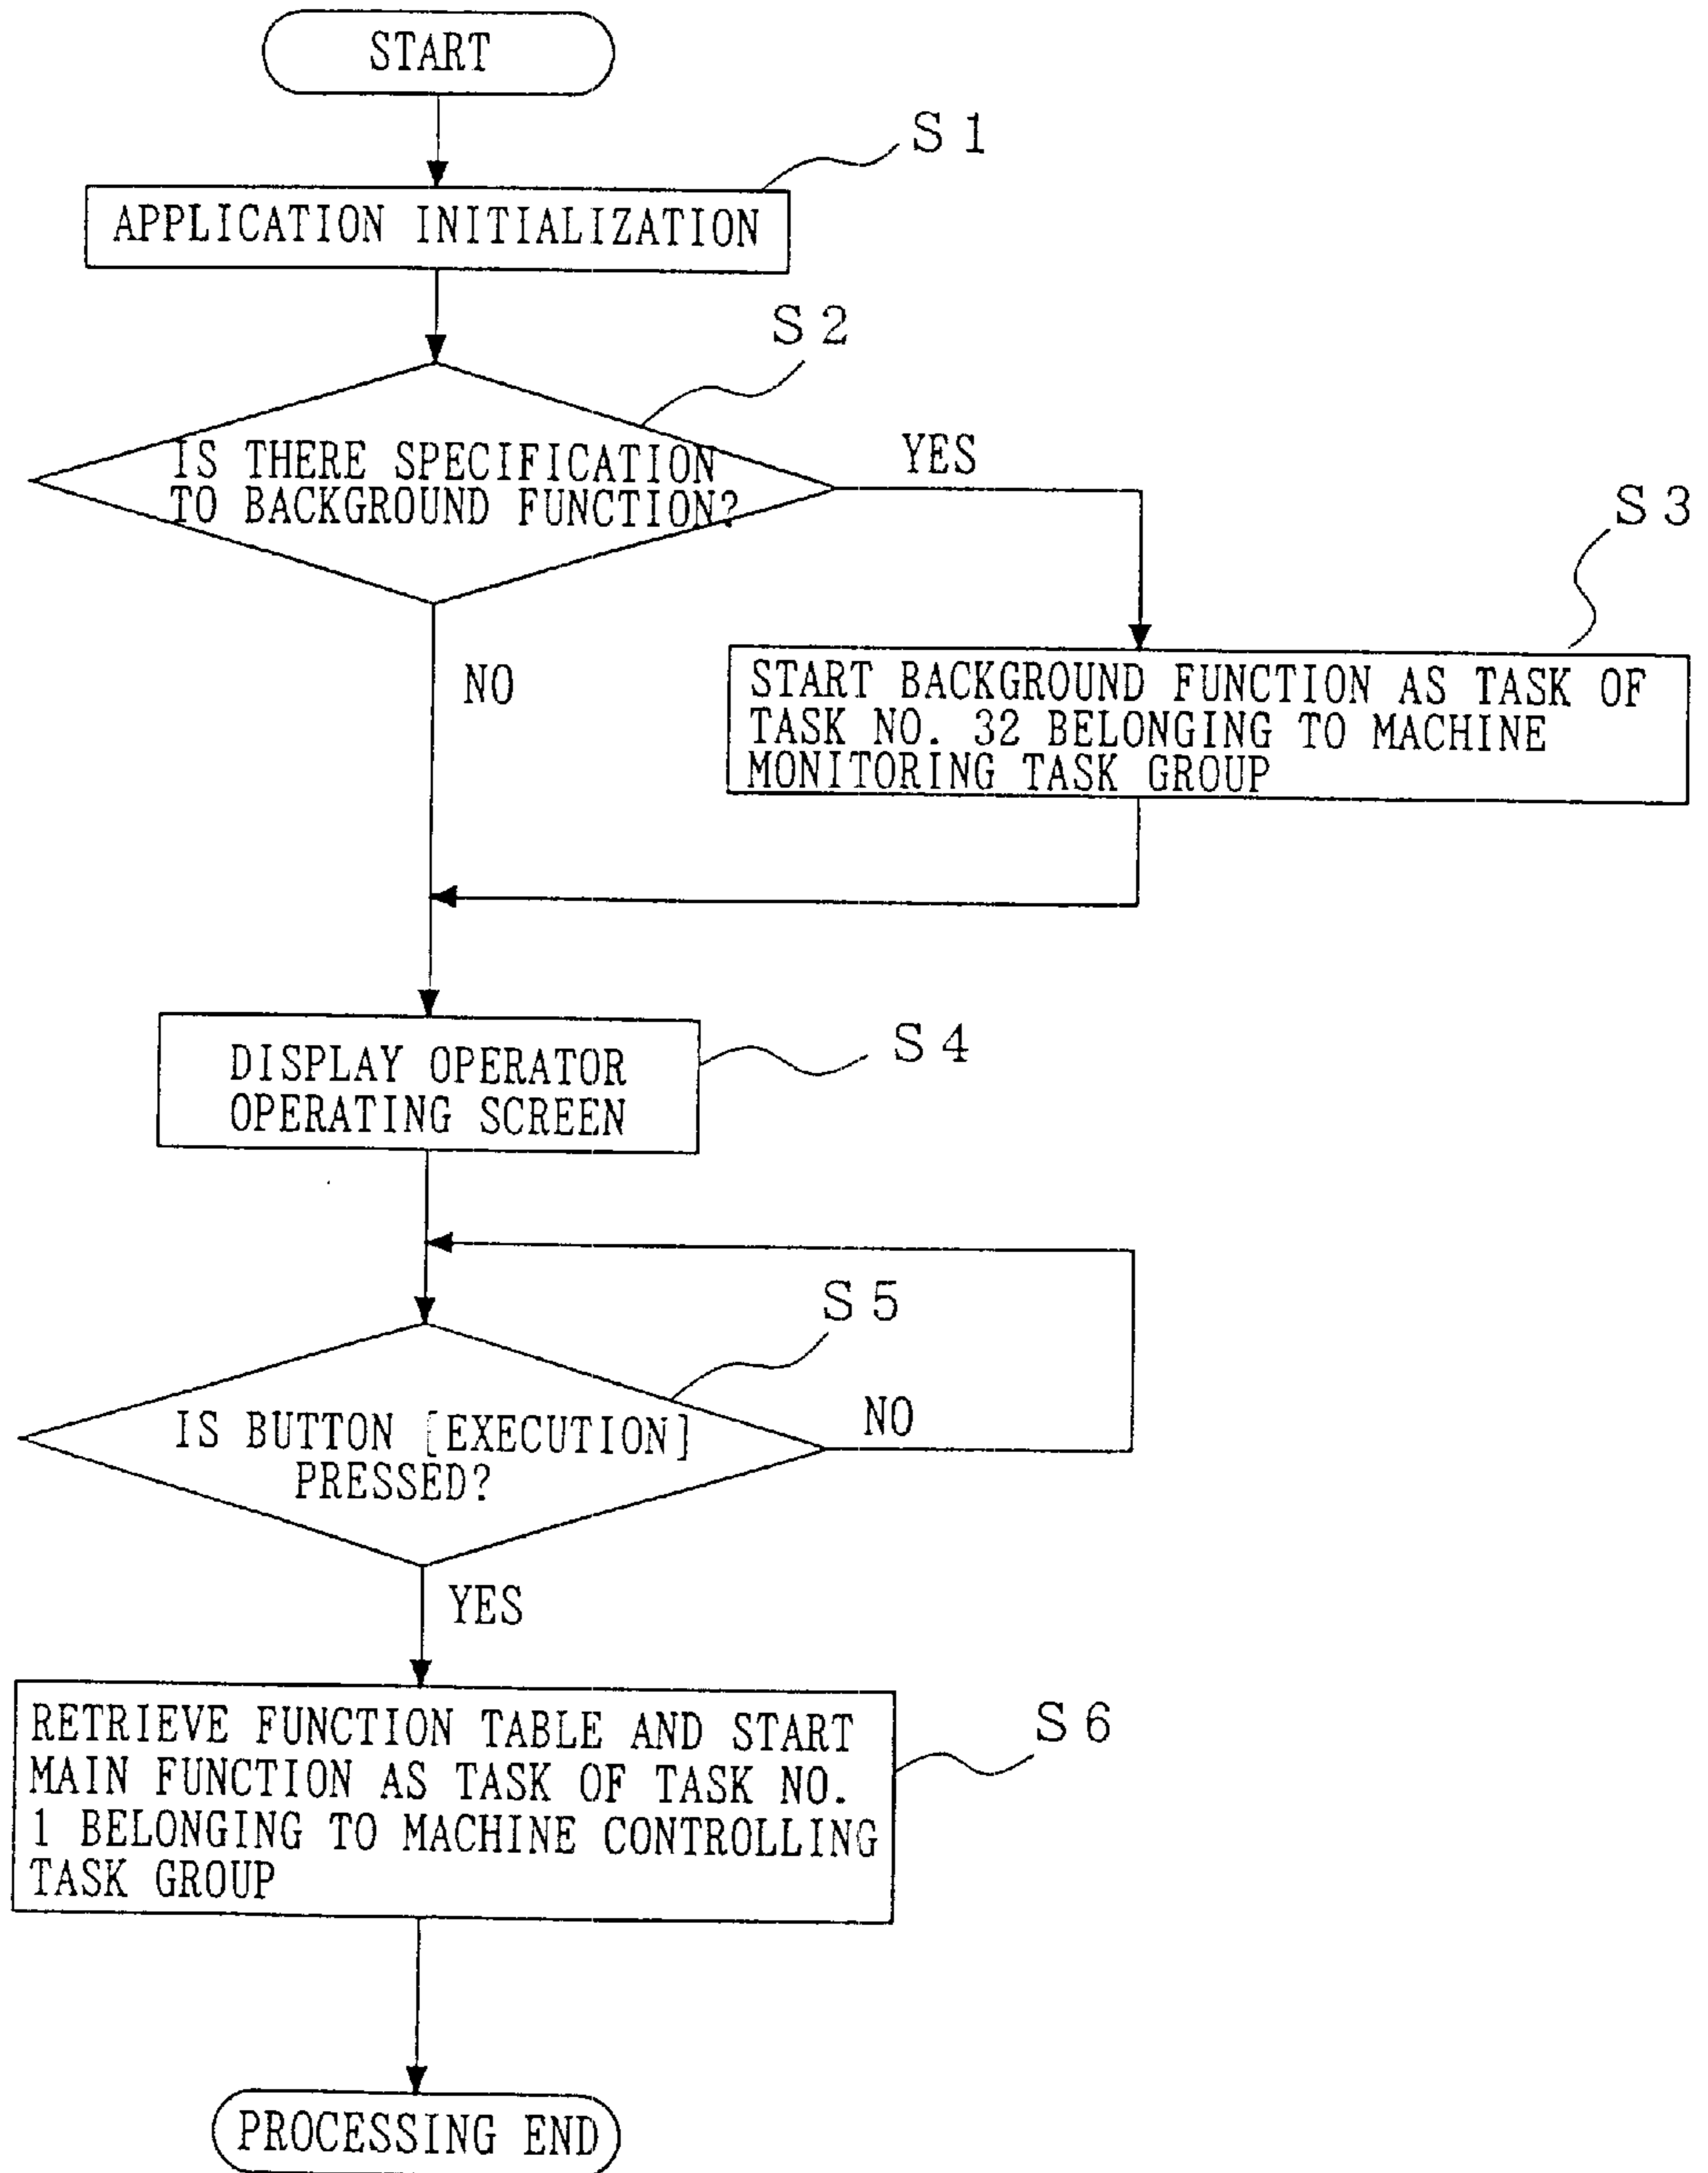 START
S1
APPLICATION INITIALIZATION
S2
IS THERE SPECIFICATION
TO BACKGROUND FUNCTION?
YES
S3
NO
START BACKGROUND FUNCTION AS TASK OF
TASK NO. 32 BELONGING TO MACHINE
MONITORING TASK GROUP
S4
DISPLAY OPERATOR
OPERATING SCREEN
S5
IS BUTTON [EXECUTION]
PRESSED?
NO
YES
S6
RETRIEVE FUNCTION TABLE AND START
MAIN FUNCTION AS TASK OF TASK NO.
1 BELONGING TO MACHINE CONTROLLING
TASK GROUP
PROCESSING END